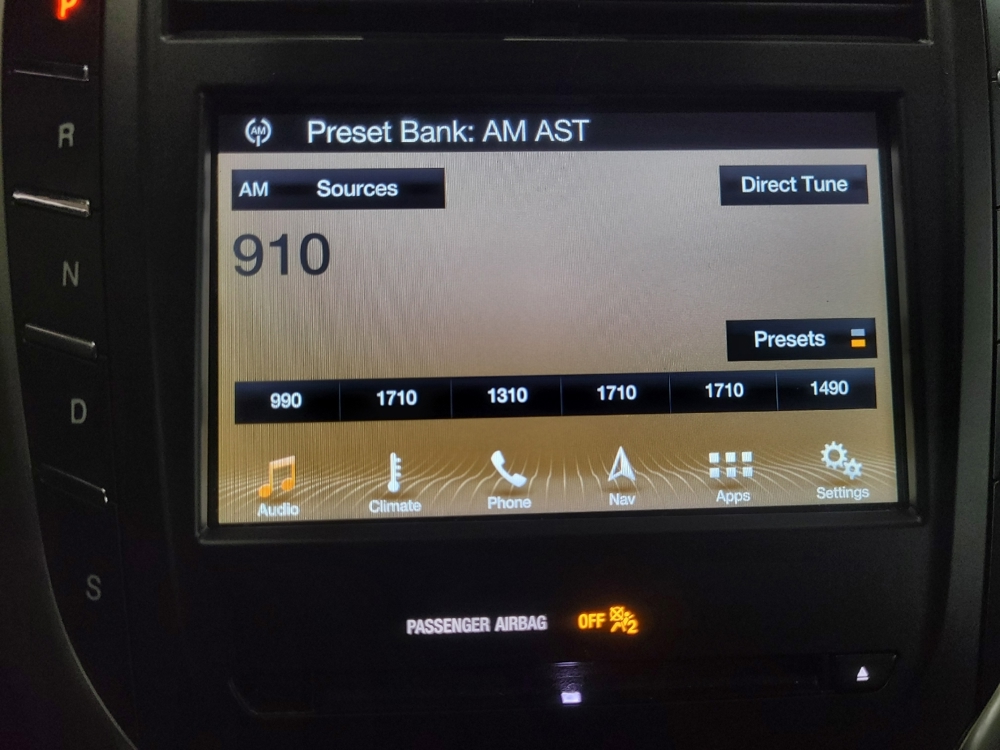 P
R
N
D
S
AM Preset Bank: AM AST
AM Sources
Direct Tune
910
Presets
990 1710 1310 1710 1710 1490
Audio Climate Phone Nav Apps Settings
PASSENGER AIRBAG OFF 2